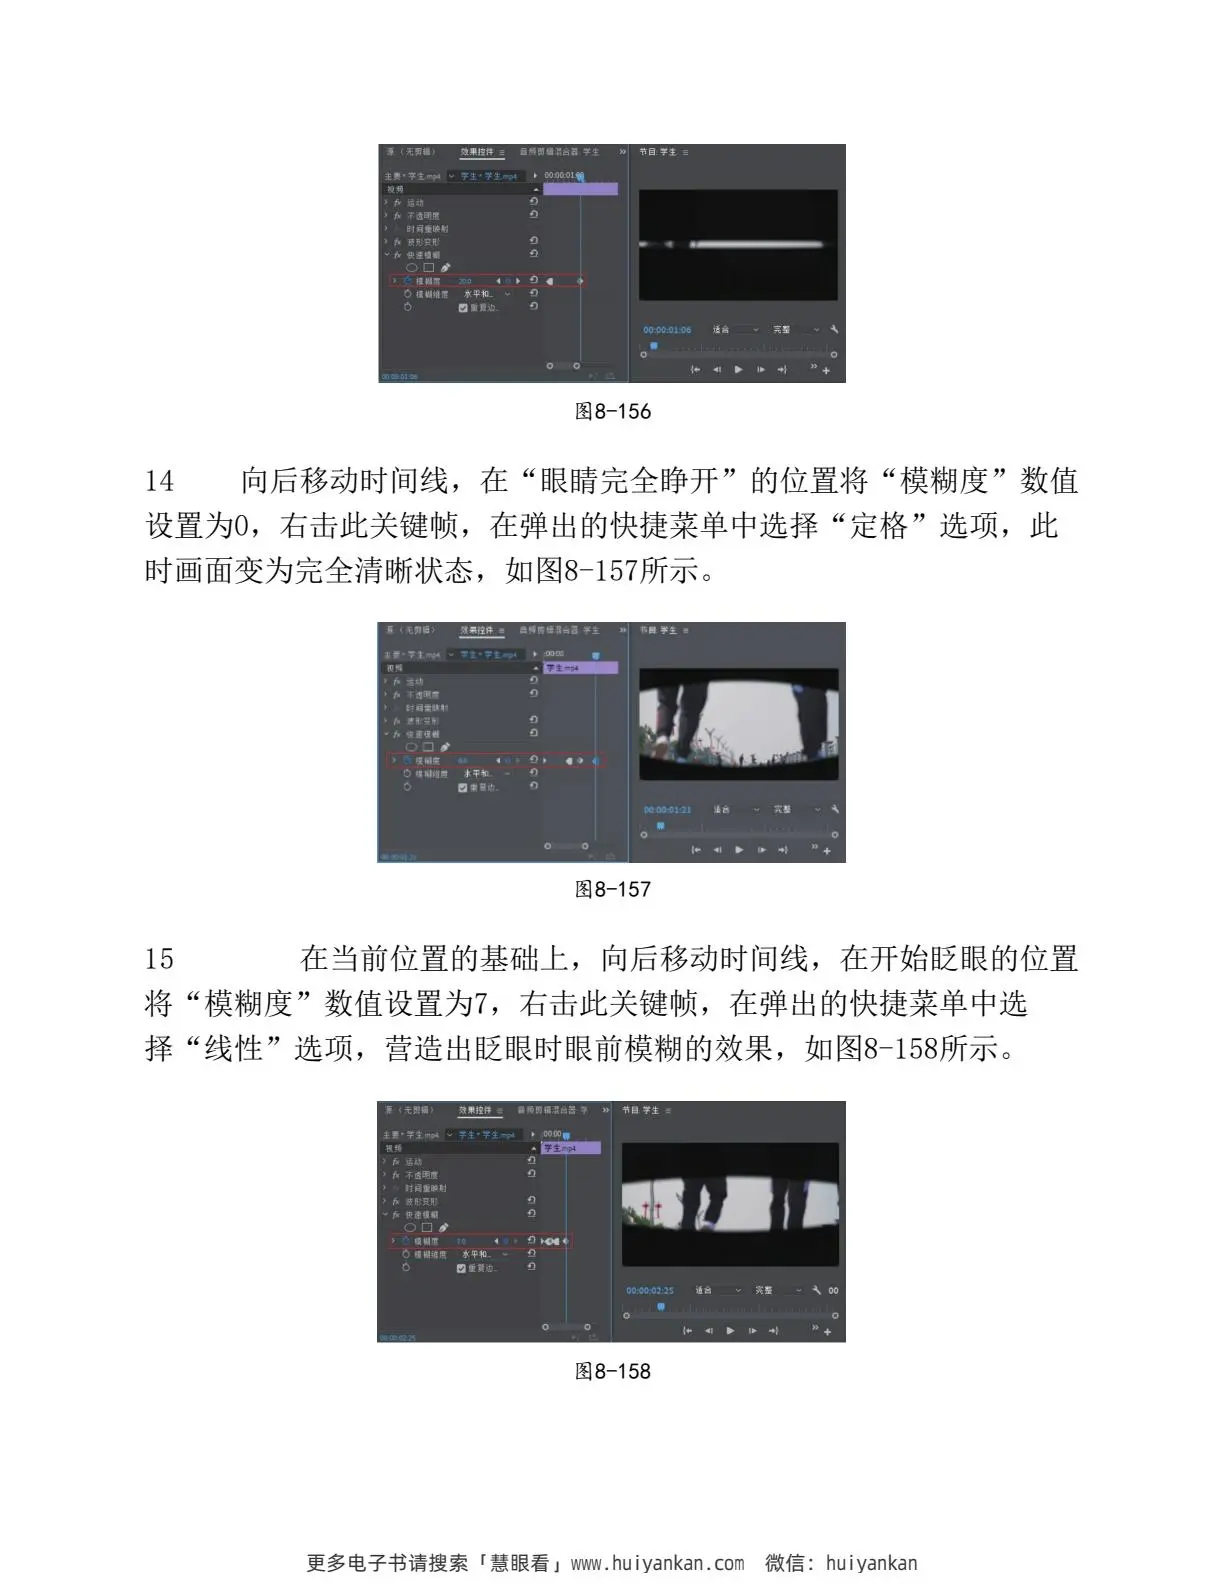 源:（无剪辑） 效果控件 ≡ 音频剪辑混合器:学生 »
节目:学生 ≡
主要*学生.mp4 学生*学生.mp4
00:00:01:00
视频
fx 运动
fx 不透明度
时间重映射
fx 波形变形
fx 快速模糊
模糊度 20.0
模糊维度 水平和..
重复边..
00:00:01:06
00:00:01:06 适合 完整
图8-156
14 向后移动时间线，在“眼睛完全睁开”的位置将“模糊度”数值
设置为0，右击此关键帧，在弹出的快捷菜单中选择“定格”选项，此
时画面变为完全清晰状态，如图8-157所示。
源:（无剪辑） 效果控件 ≡ 音频剪辑混合器:学生 »
节目:学生 ≡
主要*学生.mp4 学生*学生.mp4
:00:00
视频
学生.mp4
fx 运动
fx 不透明度
时间重映射
fx 波形变形
fx 快速模糊
模糊度 0.0
模糊维度 水平和..
重复边..
00:00:01:21
00:00:01:21 适合 完整
图8-157
15 在当前位置的基础上，向后移动时间线，在开始眨眼的位置
将“模糊度”数值设置为7，右击此关键帧，在弹出的快捷菜单中选
择“线性”选项，营造出眨眼时眼前模糊的效果，如图8-158所示。
源:（无剪辑） 效果控件 ≡ 音频剪辑混合器:学 »
节目:学生 ≡
主要*学生.mp4 学生*学生.mp4
:00:00
视频
学生.mp4
fx 运动
fx 不透明度
时间重映射
fx 波形变形
fx 快速模糊
模糊度 7.0
模糊维度 水平和..
重复边..
00:00:02:25
00:00:02:25 适合 完整 00
图8-158
更多电子书请搜索「慧眼看」www.huiyankan.com 微信: huiyankan